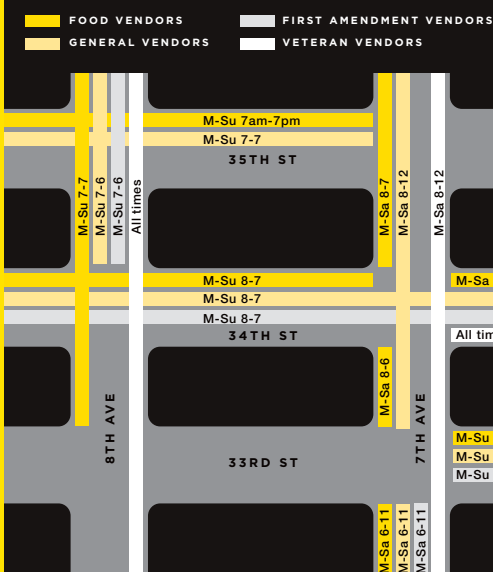 FOOD VENDORS
FIRST AMENDMENT VENDORS
GENERAL VENDORS
VETERAN VENDORS
M-Su 7am-7pm
M-Su 7-7
35TH ST
M-Su 7-7
M-Su 7-6
M-Su 7-6
All times
M-Sa 8-7
M-Sa 8-12
M-Sa 8-12
M-Su 8-7
M-Sa
M-Su 8-7
M-Su 8-7
34TH ST
All tim
M-Sa 8-6
8TH AVE
7TH AVE
M-Su
M-Su
M-Su
33RD ST
M-Sa 6-11
M-Sa 6-11
M-Sa 6-11